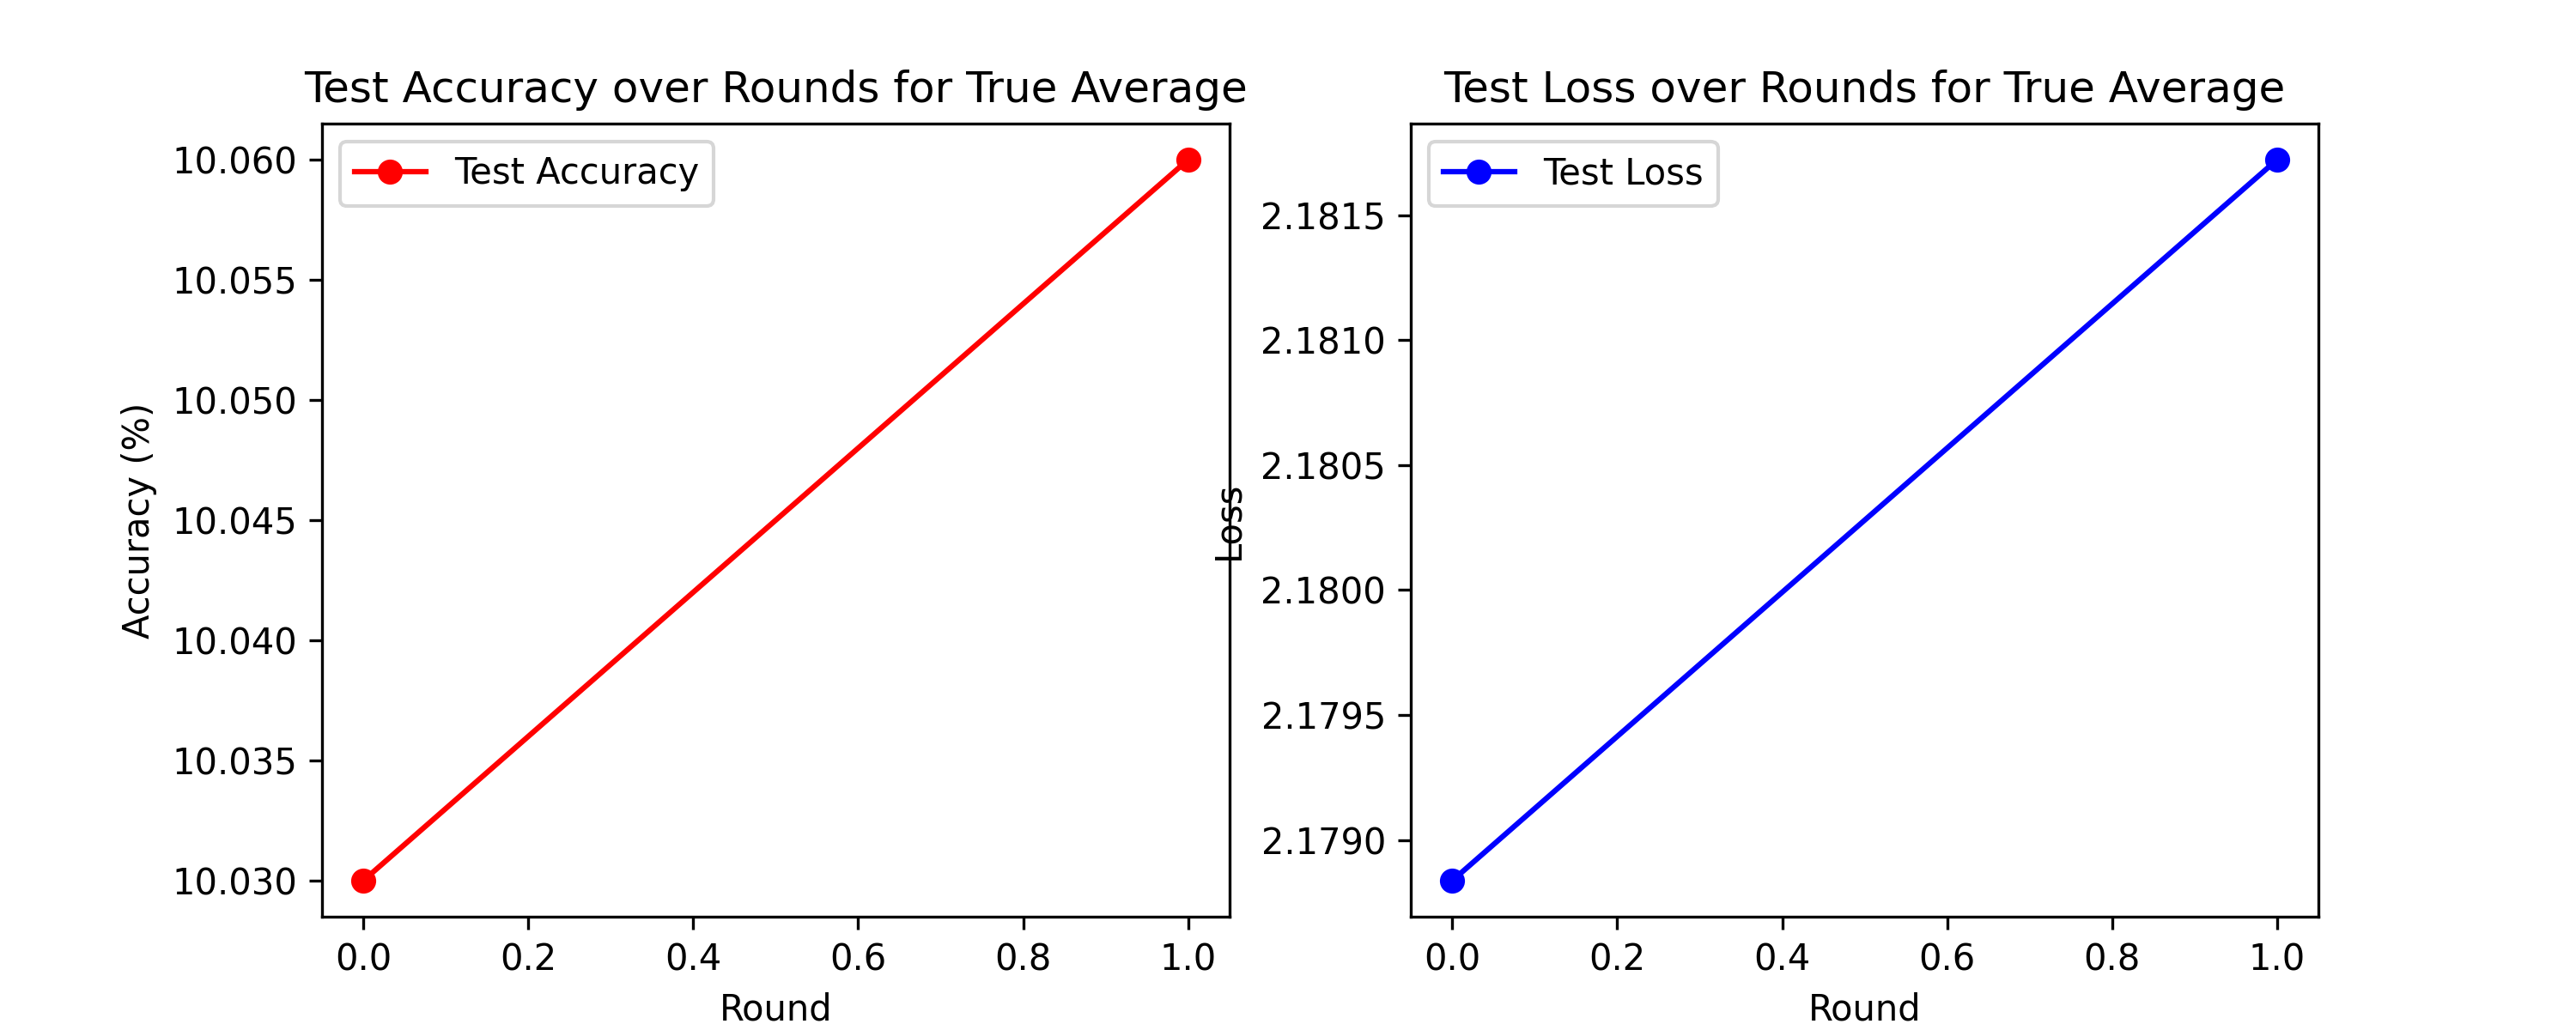 Test Accuracy over Rounds for True Average
Test Accuracy
10.060
10.055
10.050
10.045
10.040
10.035
10.030
Accuracy (%)
0.0 0.2 0.4 0.6 0.8 1.0
Round
Test Loss over Rounds for True Average
Test Loss
2.1815
2.1810
2.1805
2.1800
2.1795
2.1790
Loss
0.0 0.2 0.4 0.6 0.8 1.0
Round